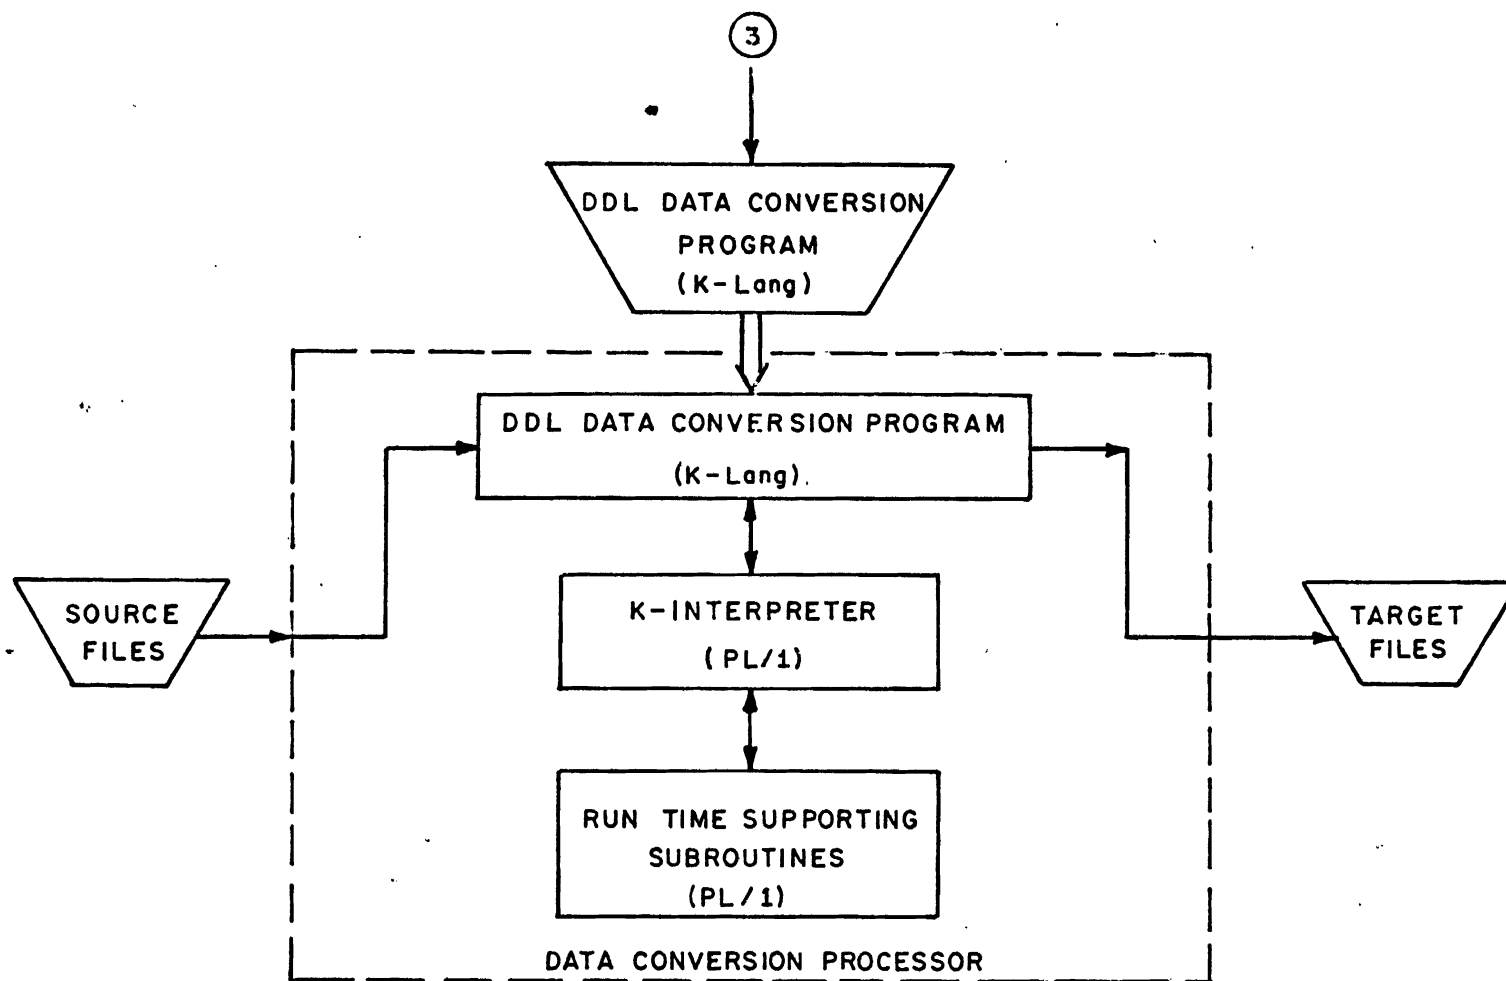 3
DDL DATA CONVERSION
PROGRAM
(K-Lang)
DDL DATA CONVERSION PROGRAM
(K-Lang).
SOURCE
FILES
K-INTERPRETER
(PL/1)
TARGET
FILES
RUN TIME SUPPORTING
SUBROUTINES
(PL/1)
DATA CONVERSION PROCESSOR